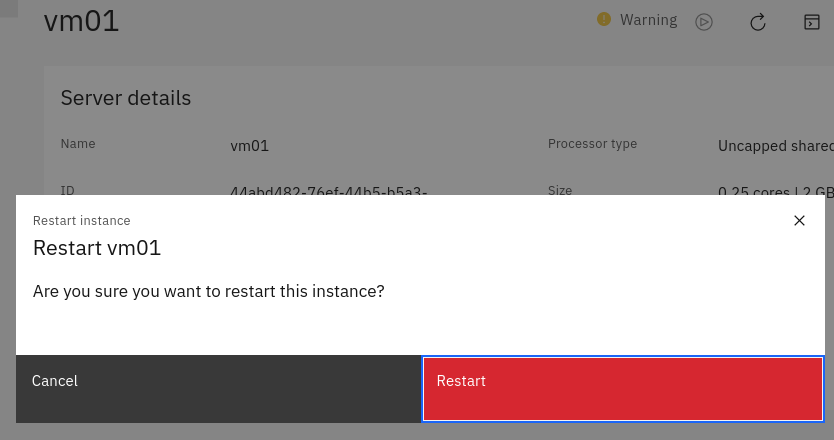 vm01
Warning
Server details
Name
vm01
Processor type
Uncapped shared
ID
44abd482-76ef-44b5-b5a3-
Size
0.25 cores | 2 GB
Restart instance
Restart vm01
Are you sure you want to restart this instance?
Cancel
Restart